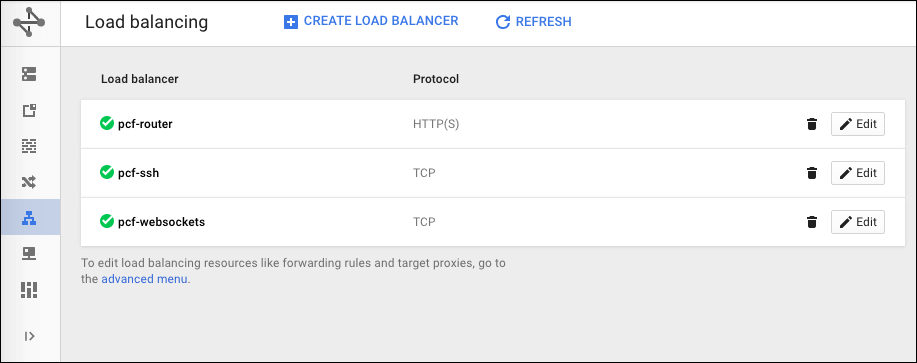 Load balancing CREATE LOAD BALANCER REFRESH
Load balancer Protocol
pcf-router HTTP(S) Edit
pcf-ssh TCP Edit
pcf-websockets TCP Edit
To edit load balancing resources like forwarding rules and target proxies, go to
the advanced menu.